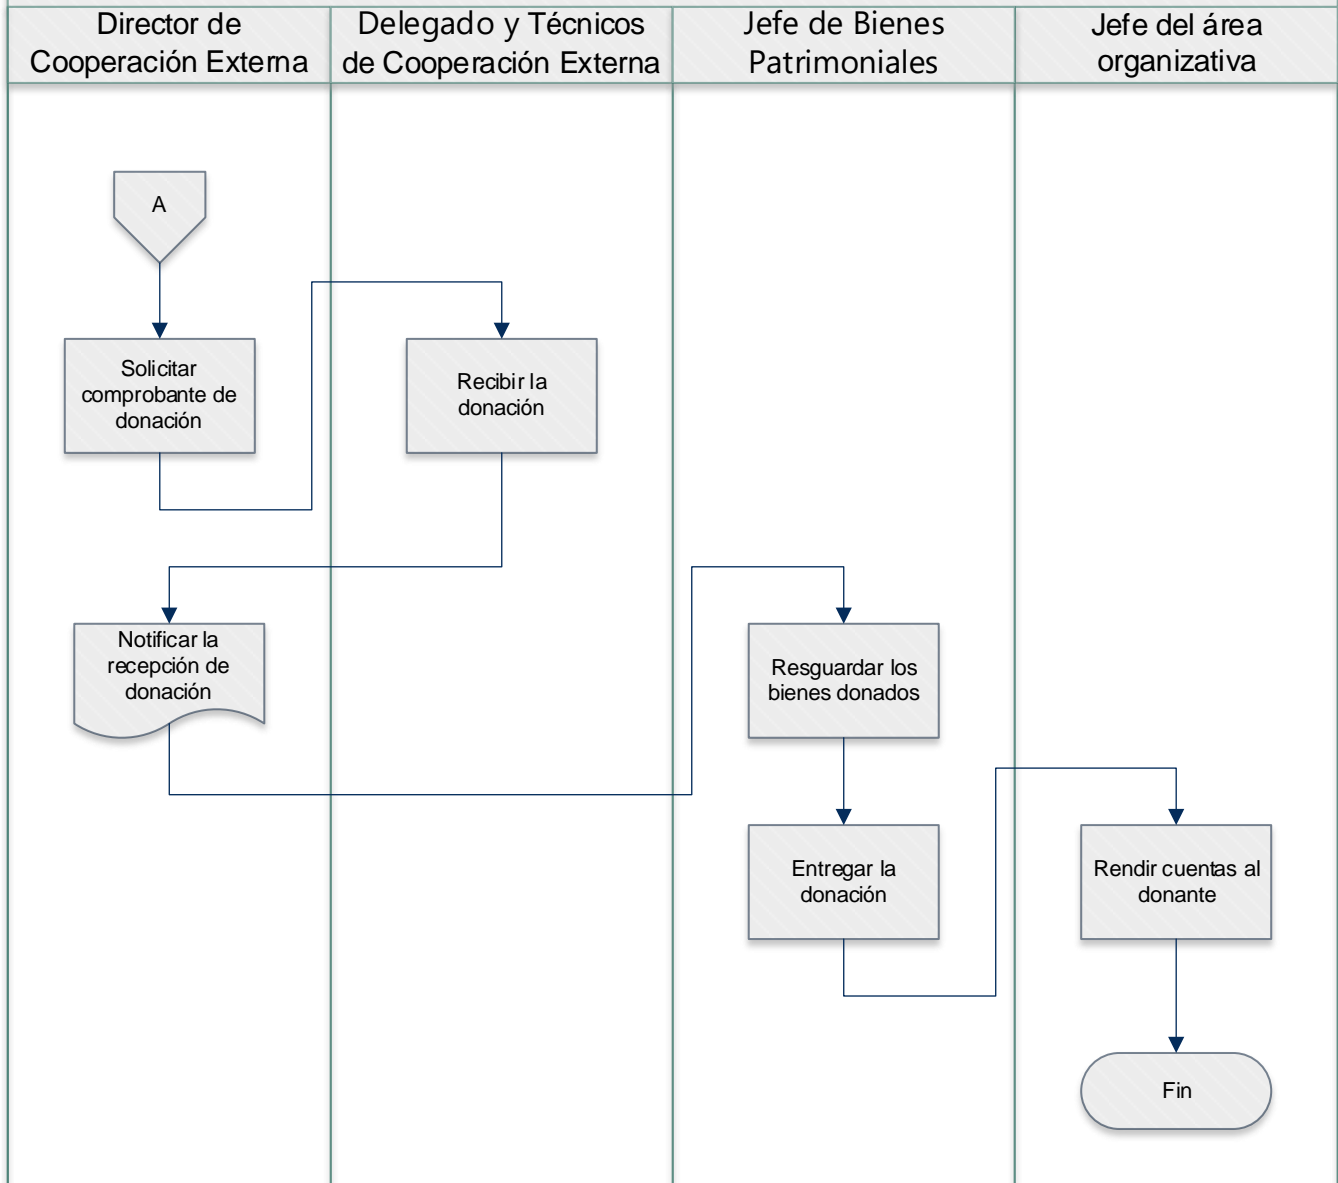 Director de
Cooperación Externa
Delegado y Técnicos
de Cooperación Externa
Jefe de Bienes
Patrimoniales
Jefe del área
organizativa
A
Solicitar
comprobante de
donación
Recibir la
donación
Notificar la
recepción de
donación
Resguardar los
bienes donados
Entregar la
donación
Rendir cuentas al
donante
Fin